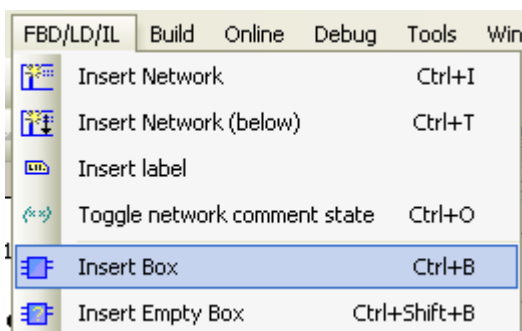 FBD/LD/IL Build Online Debug Tools Win
Insert Network Ctrl+I
Insert Network (below) Ctrl+T
Insert label
Toggle network comment state Ctrl+O
Insert Box Ctrl+B
Insert Empty Box Ctrl+Shift+B